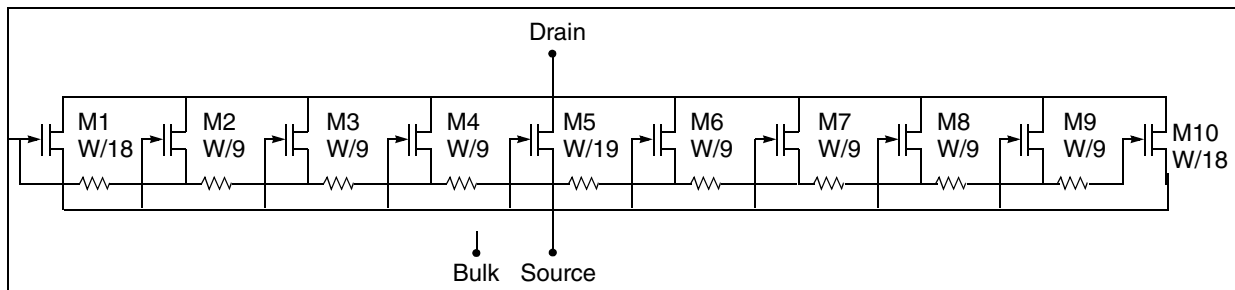 Drain
M1
W/18
M2
W/9
M3
W/9
M4
W/9
M5
W/19
M6
W/9
M7
W/9
M8
W/9
M9
W/9
M10
W/18
Bulk
Source